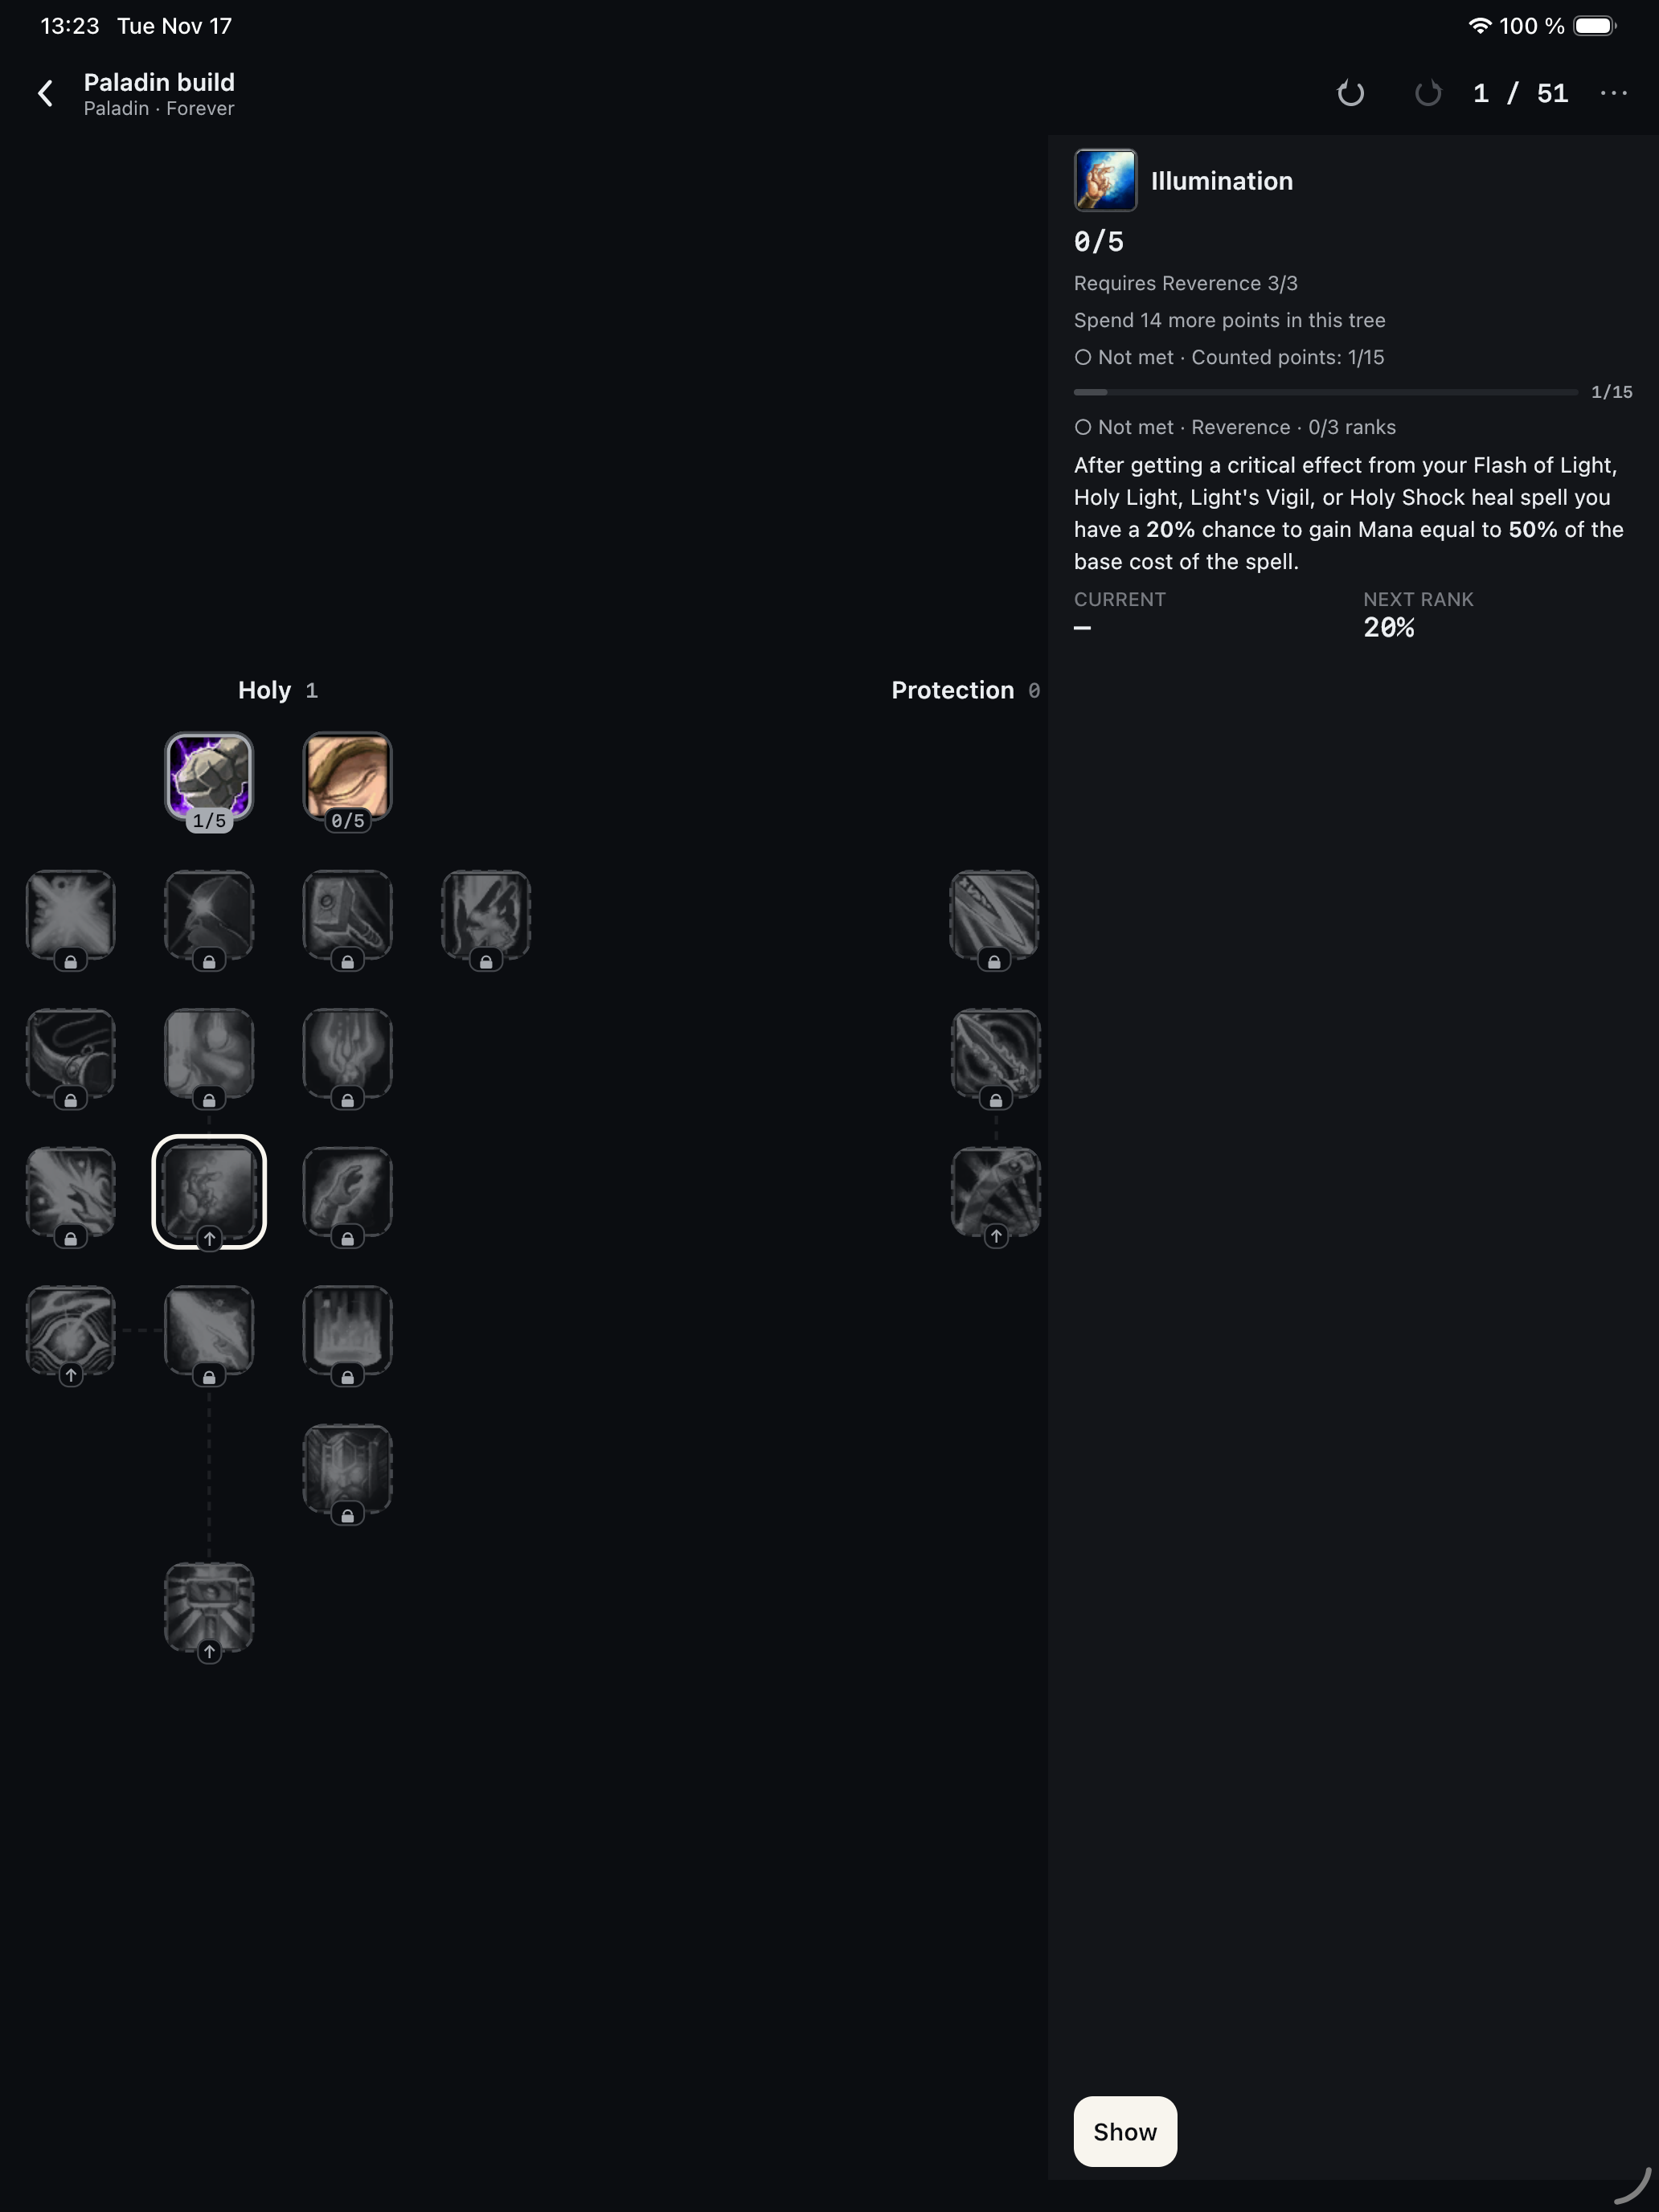 13:23 Tue Nov 17
100 %
Paladin build
Paladin · Forever
1 / 51
Illumination
0/5
Requires Reverence 3/3
Spend 14 more points in this tree
Not met · Counted points: 1/15
1/15
Not met · Reverence · 0/3 ranks
After getting a critical effect from your Flash of Light,
Holy Light, Light's Vigil, or Holy Shock heal spell you
have a 20% chance to gain Mana equal to 50% of the
base cost of the spell.
CURRENT
NEXT RANK
–
20%
Holy 1
Protection 0
1/5
0/5
Show